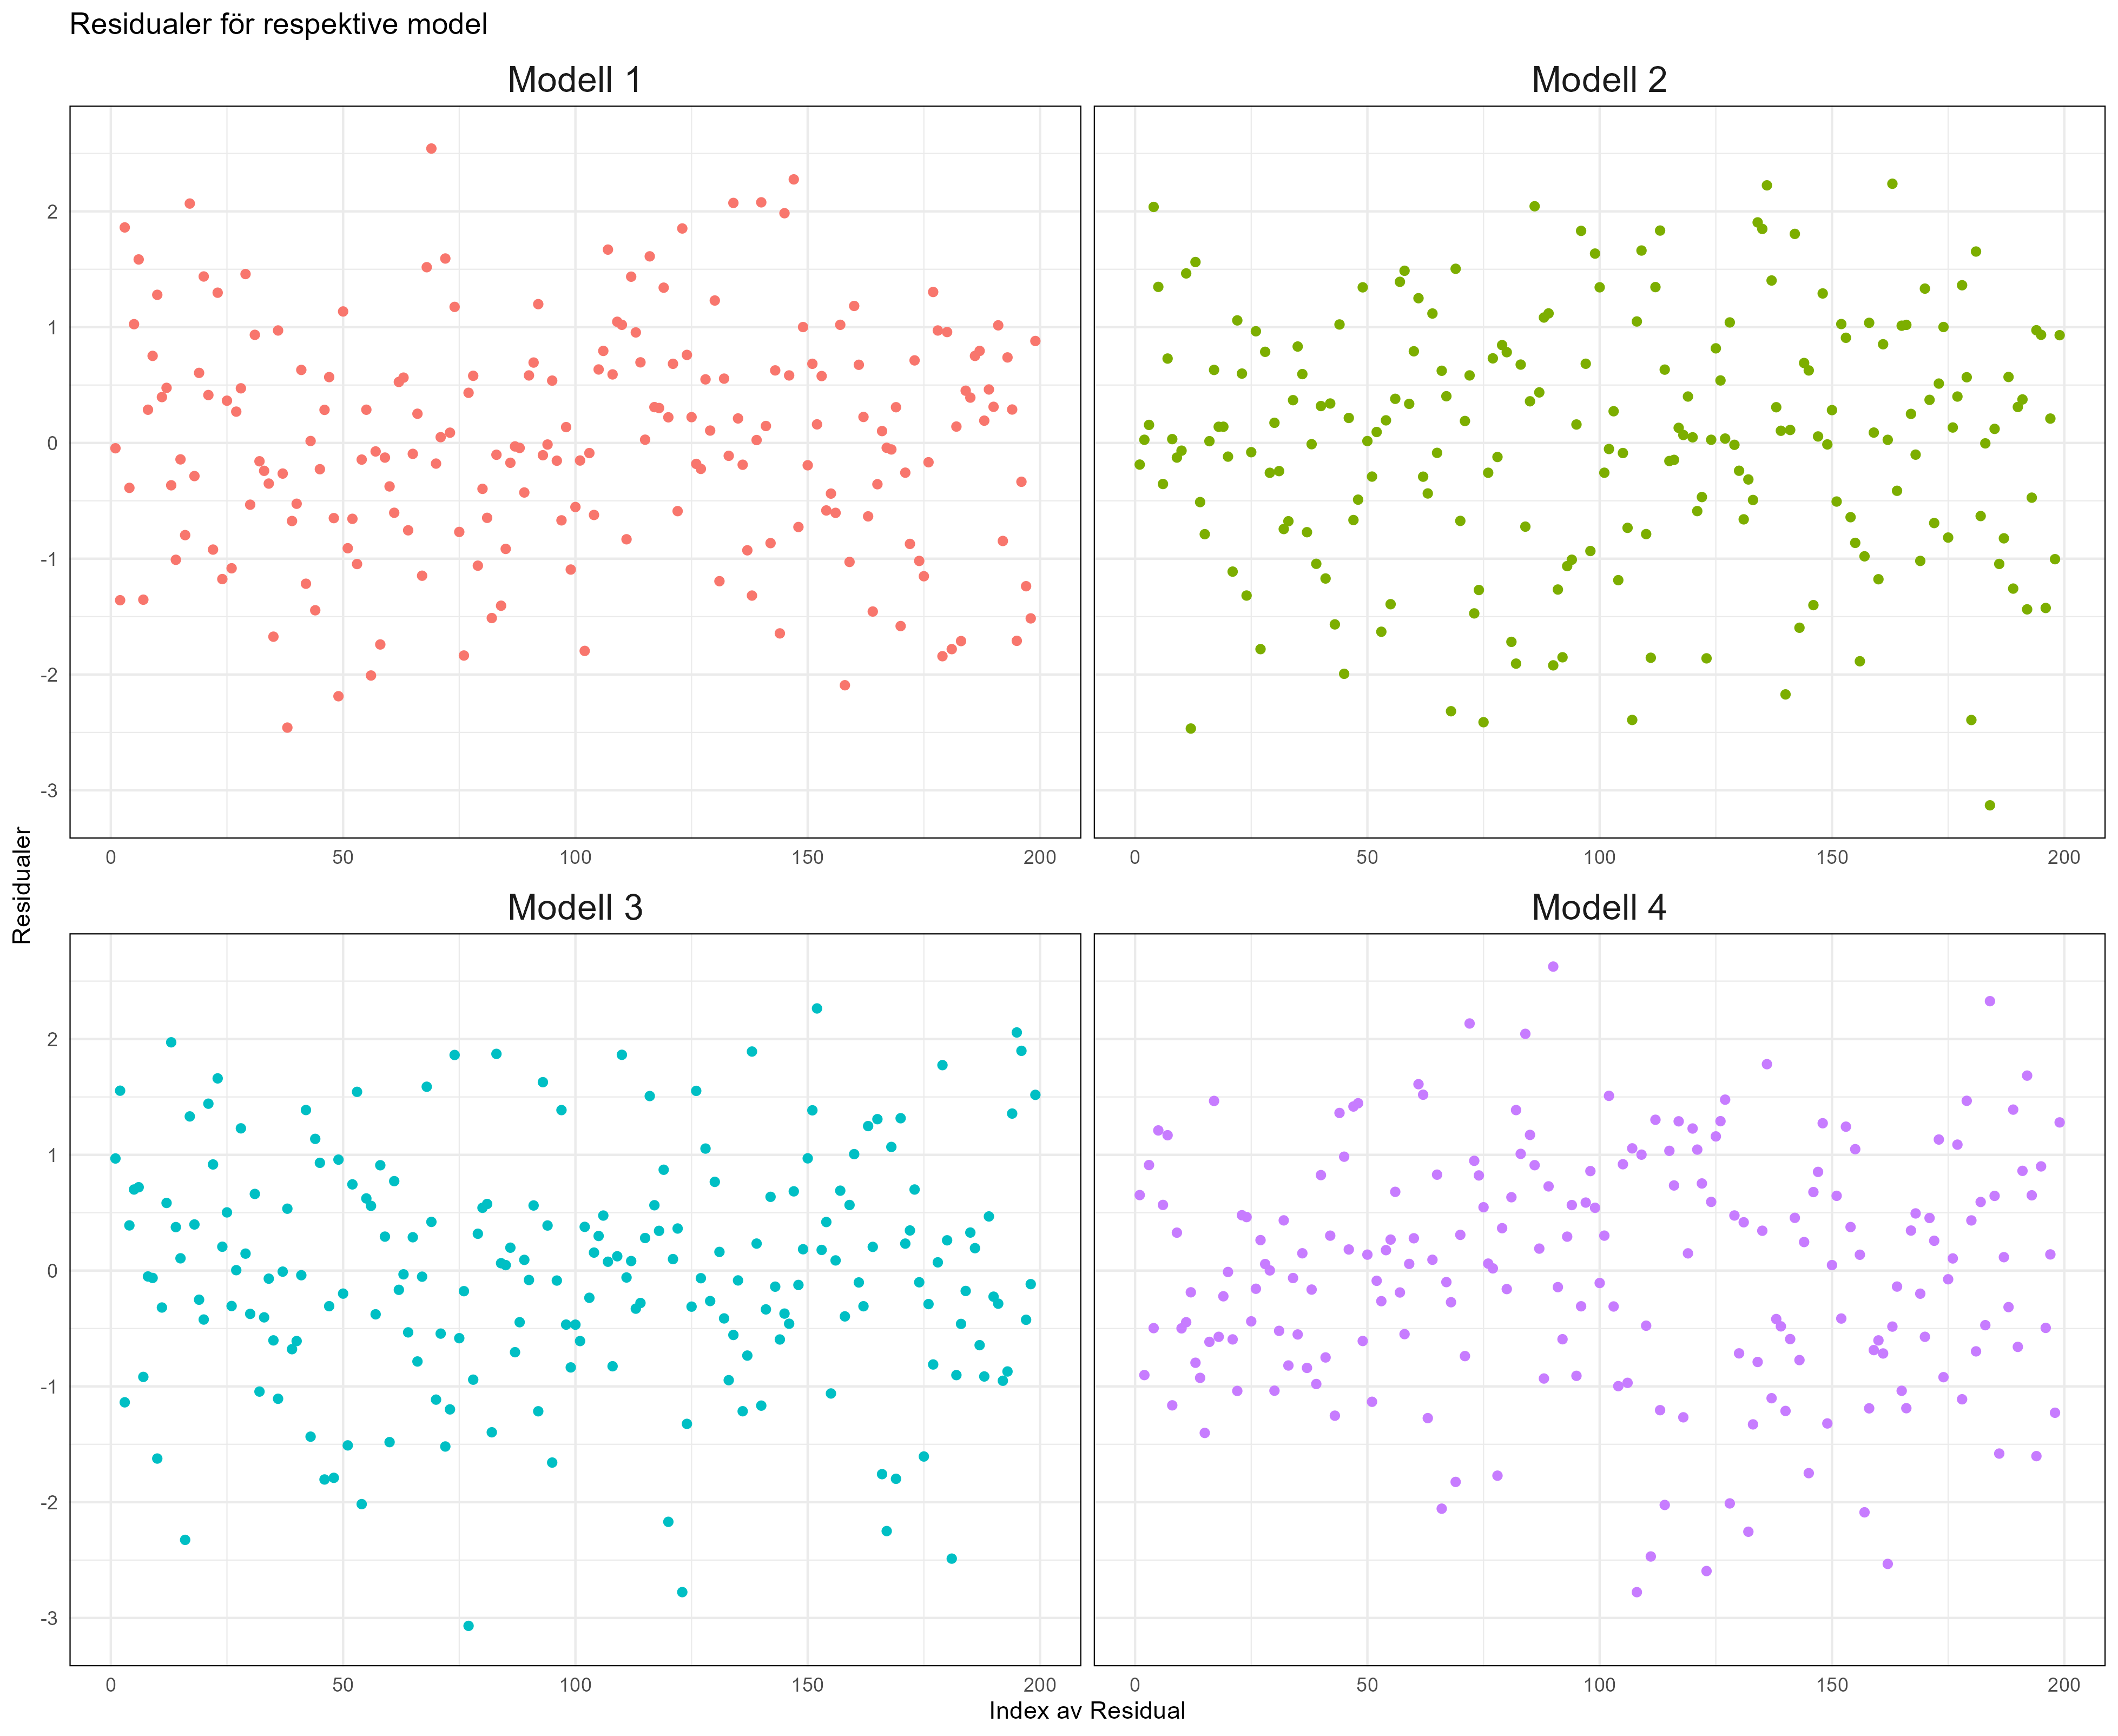 Residualer för respektive model
Modell 1
Modell 2
2
1
0
-1
-2
-3
0 50 100 150 200
0 50 100 150 200
Residualer
Modell 3
Modell 4
2
1
0
-1
-2
-3
0 50 100 150 200
0 50 100 150 200
Index av Residual